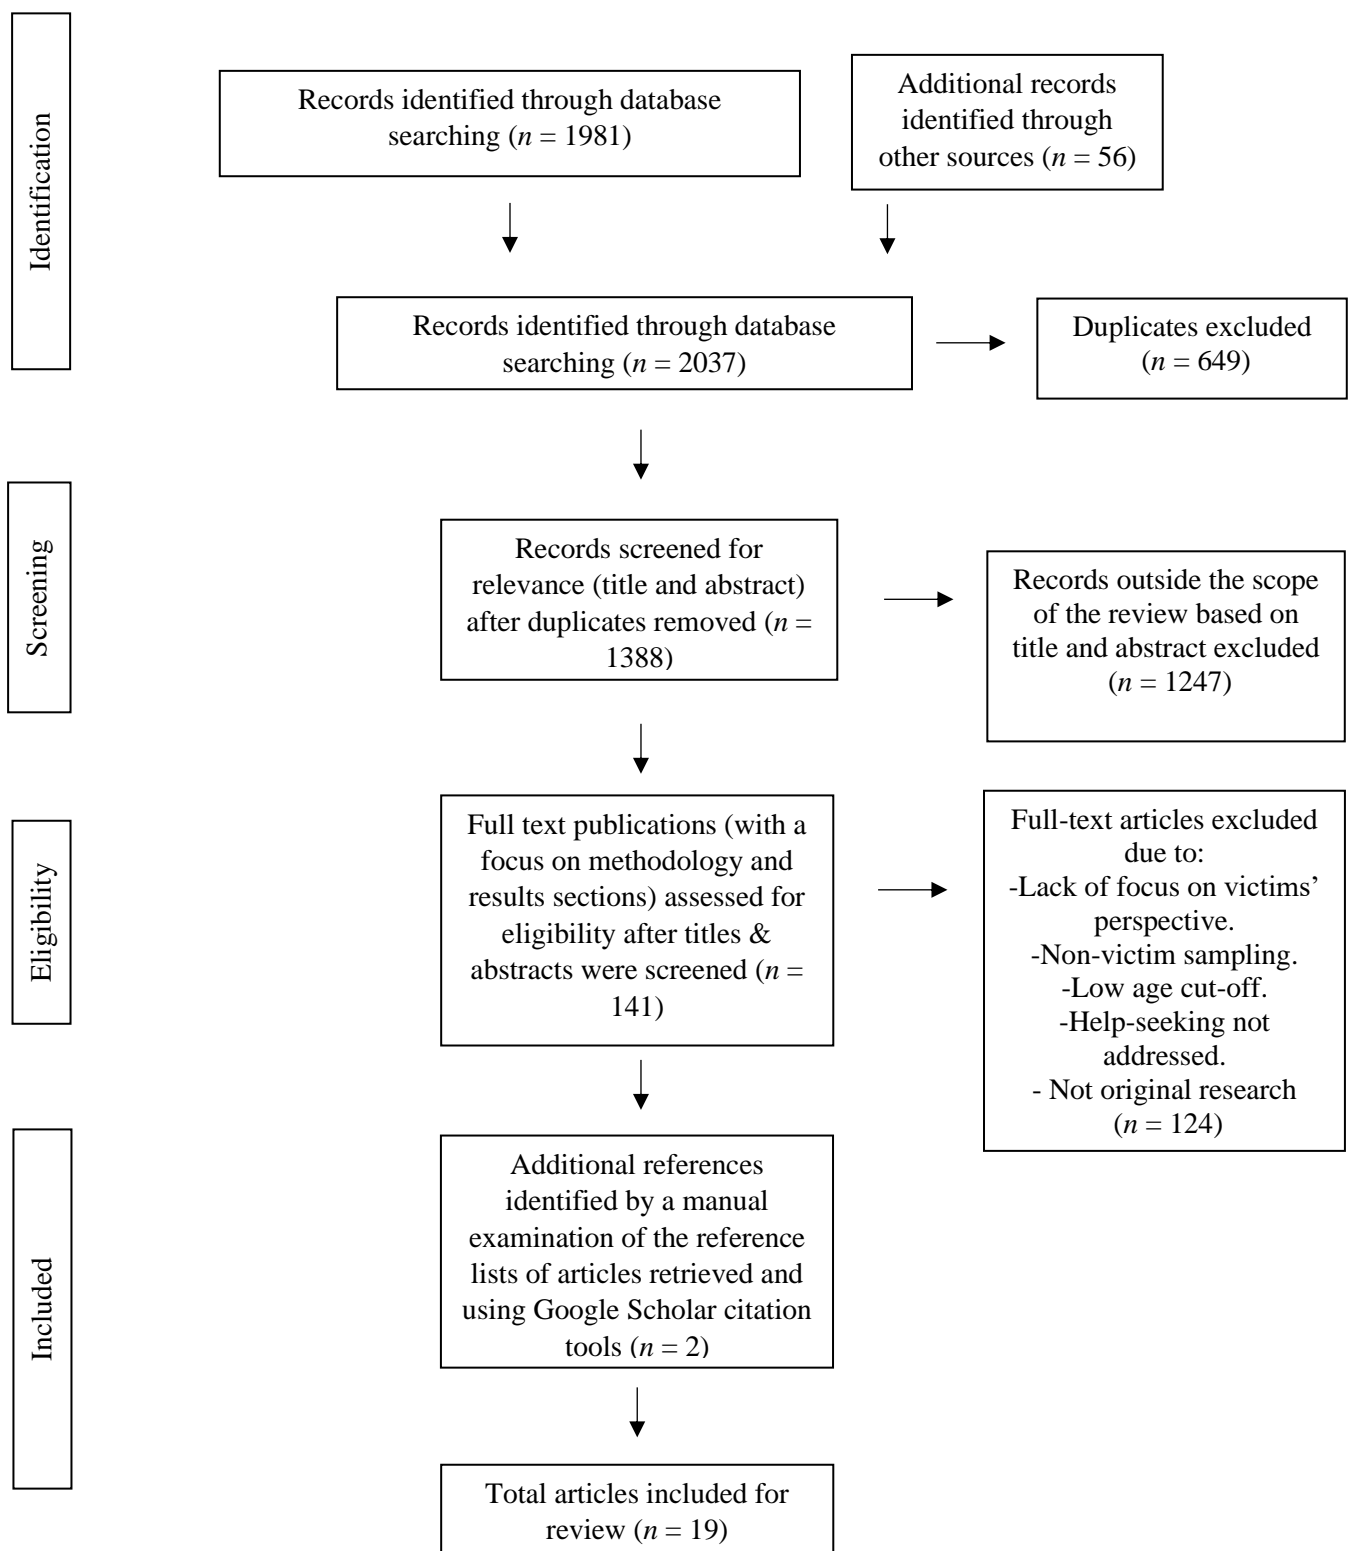 Identification
Records identified through database
searching (n = 1981)
Additional records
identified through
other sources (n = 56)
Records identified through database
searching (n = 2037)
Duplicates excluded
(n = 649)
Screening
Records screened for
relevance (title and abstract)
after duplicates removed (n =
1388)
Records outside the scope
of the review based on
title and abstract excluded
(n = 1247)
Eligibility
Full text publications (with a
focus on methodology and
results sections) assessed for
eligibility after titles &
abstracts were screened (n =
141)
Full-text articles excluded
due to:
-Lack of focus on victims’
perspective.
-Non-victim sampling.
-Low age cut-off.
-Help-seeking not
addressed.
- Not original research
(n = 124)
Included
Additional references
identified by a manual
examination of the reference
lists of articles retrieved and
using Google Scholar citation
tools (n = 2)
Total articles included for
review (n = 19)